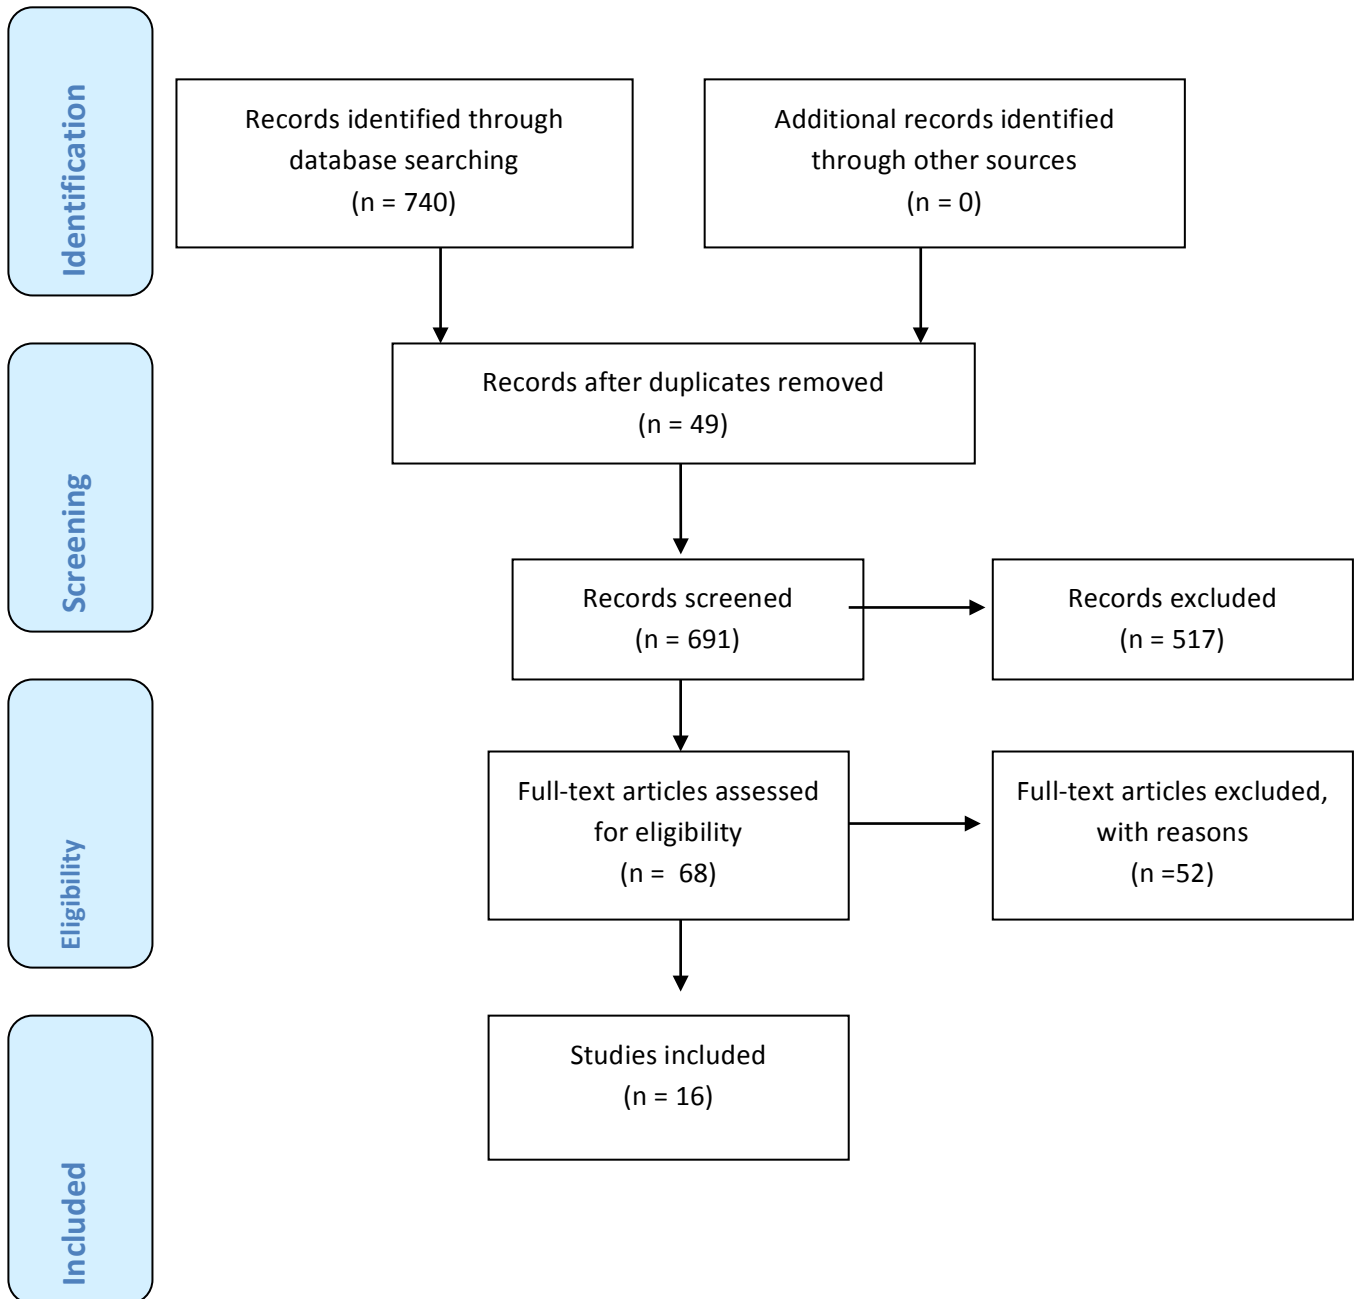 Identification
Records identified through
database searching
(n = 740)
Additional records identified
through other sources
(n = 0)
Screening
Records after duplicates removed
(n = 49)
Records screened
(n = 691)
Records excluded
(n = 517)
Eligibility
Full-text articles assessed
for eligibility
(n =  68)
Full-text articles excluded,
with reasons
(n =52)
Included
Studies included
(n = 16)